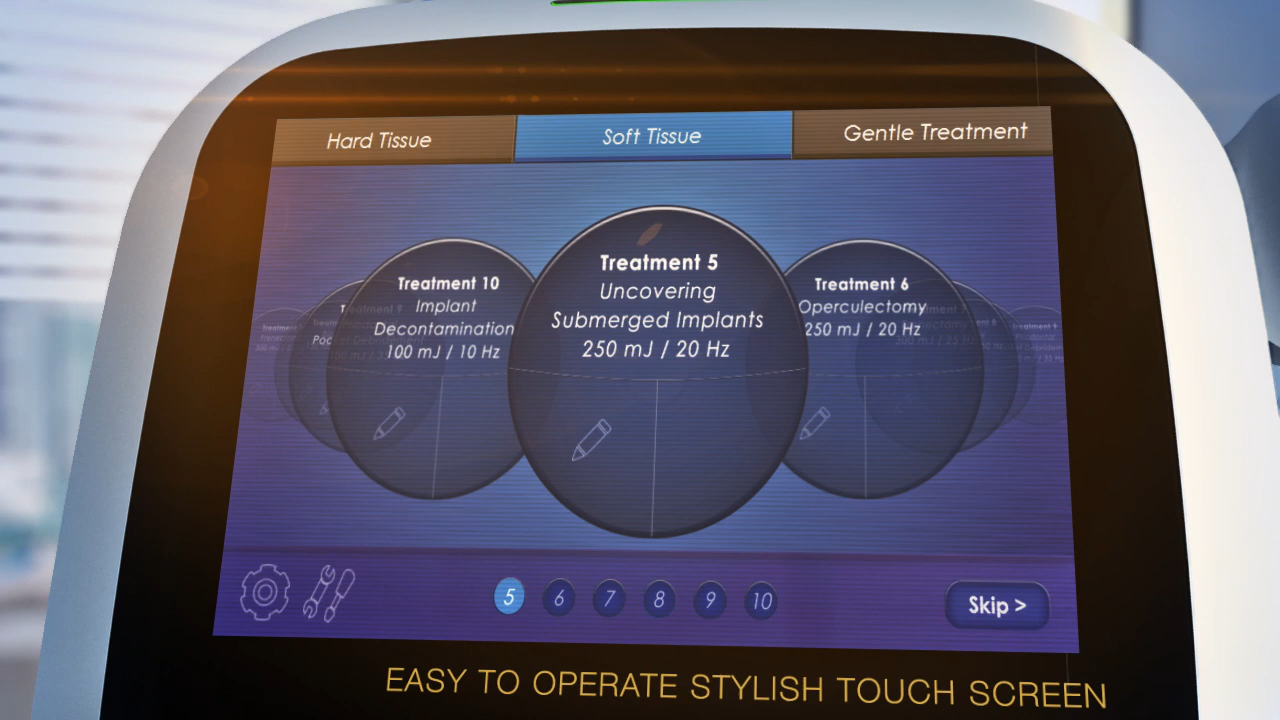 Hard Tissue
Soft Tissue
Gentle Treatment
Treatment 10
Implant
Decontamination
100 mJ / 10 Hz
Treatment 5
Uncovering
Submerged Implants
250 mJ / 20 Hz
Treatment 6
Operculectomy
250 mJ / 20 Hz
5
6
7
8
9
10
Skip >
EASY TO OPERATE STYLISH TOUCH SCREEN